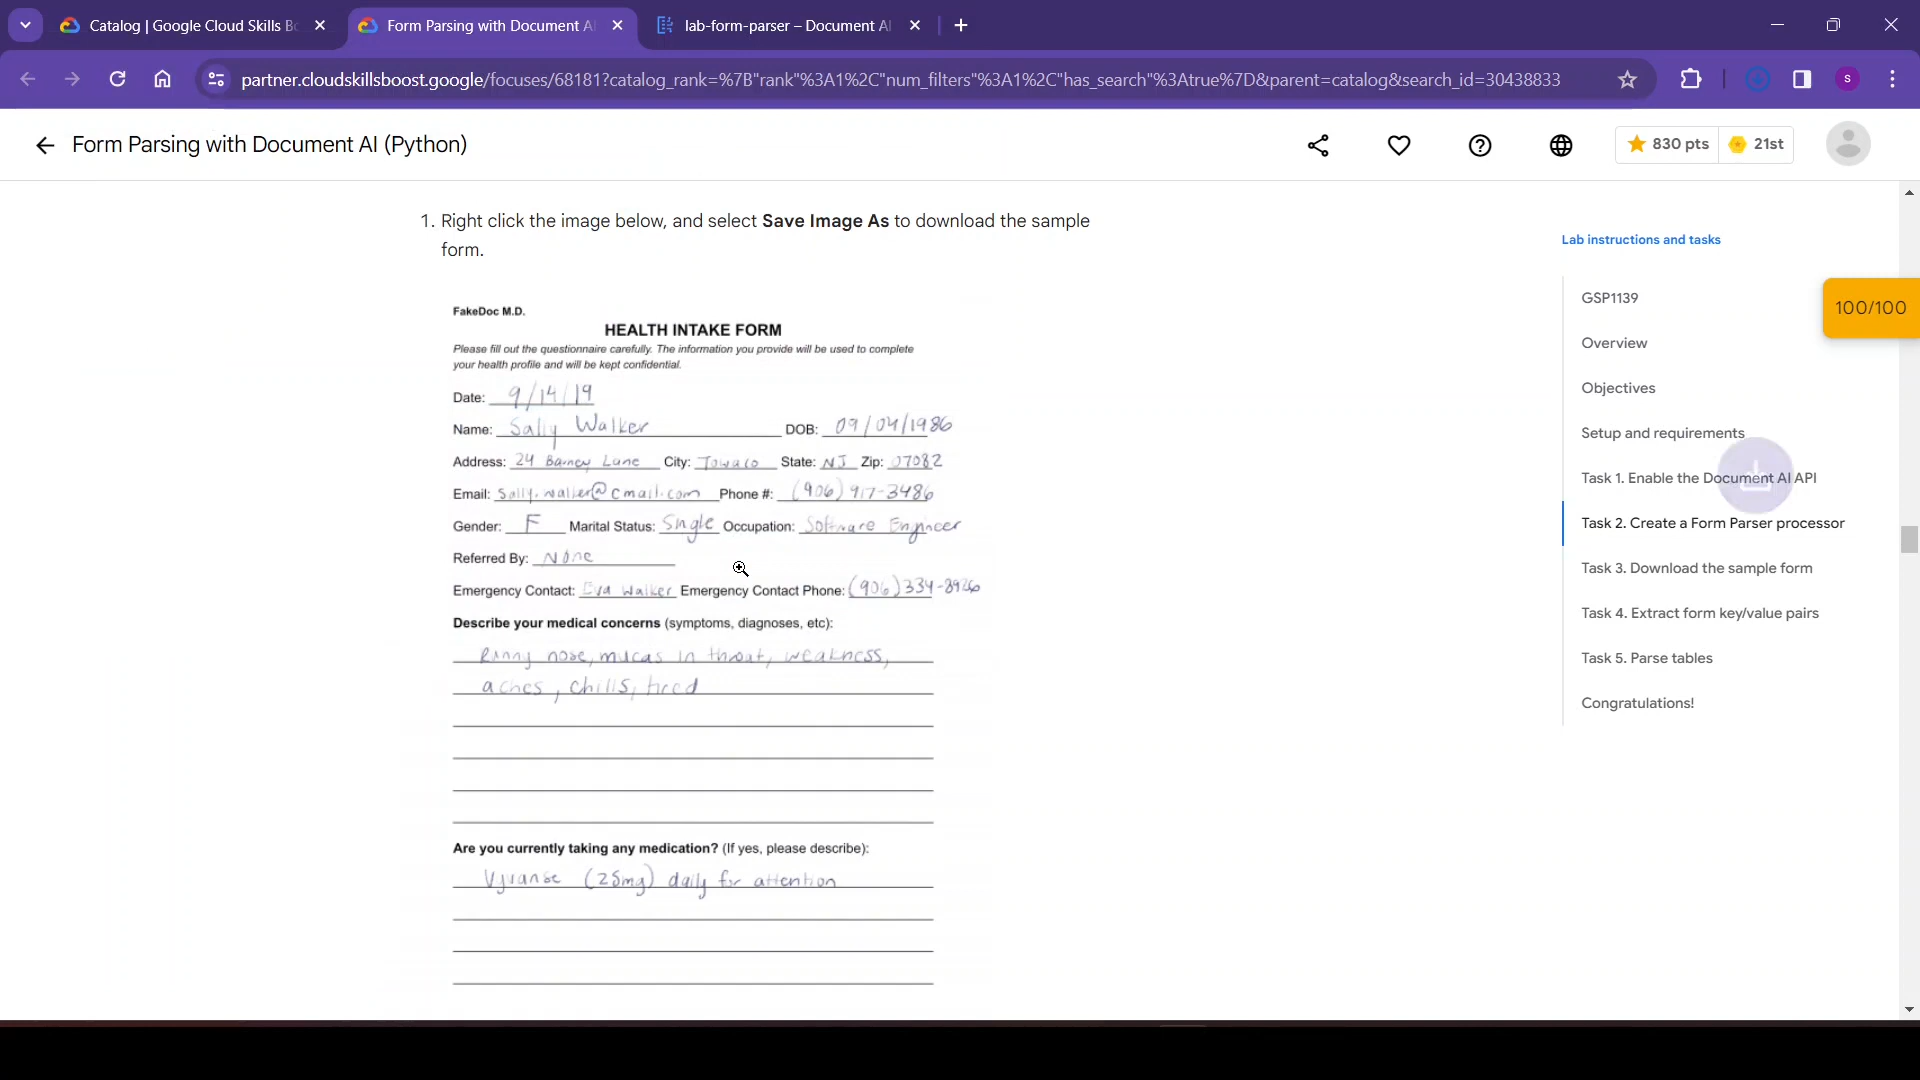 Catalog | Google Cloud Skills Bo
Form Parsing with Document AI
lab-form-parser – Document AI
partner.cloudskillsboost.google/focuses/68181?catalog_rank=%7B"rank"%3A1%2C"num_filters"%3A1%2C"has_search"%3Atrue%7D&parent=catalog&search_id=30438833
S
Form Parsing with Document AI (Python)
830 pts
21st
1. Right click the image below, and select Save Image As to download the sample
form.
Lab instructions and tasks
GSP1139
100/100
Overview
Objectives
Setup and requirements
Task 1. Enable the Document AI API
Task 2. Create a Form Parser processor
Task 3. Download the sample form
Task 4. Extract form key/value pairs
Task 5. Parse tables
Congratulations!
FakeDoc M.D.
HEALTH INTAKE FORM
Please fill out the questionnaire carefully. The information you provide will be used to complete
your health profile and will be kept confidential.
Date: 9/14/19
Name: Sally Walker DOB: 09/04/1986
Address: 24 Barney Lane City: Towaco State: NJ Zip: 07082
Email: Sally.walker@cmail.com Phone #: (906) 917-3486
Gender: F Marital Status: Single Occupation: Software Engineer
Referred By: None
Emergency Contact: Eva Walker Emergency Contact Phone: (906)334-8926
Describe your medical concerns (symptoms, diagnoses, etc):
Runny nose, mucas in throat, weakness,
aches, chills, tired
Are you currently taking any medication? (If yes, please describe):
Vyvanse (25mg) daily for attention